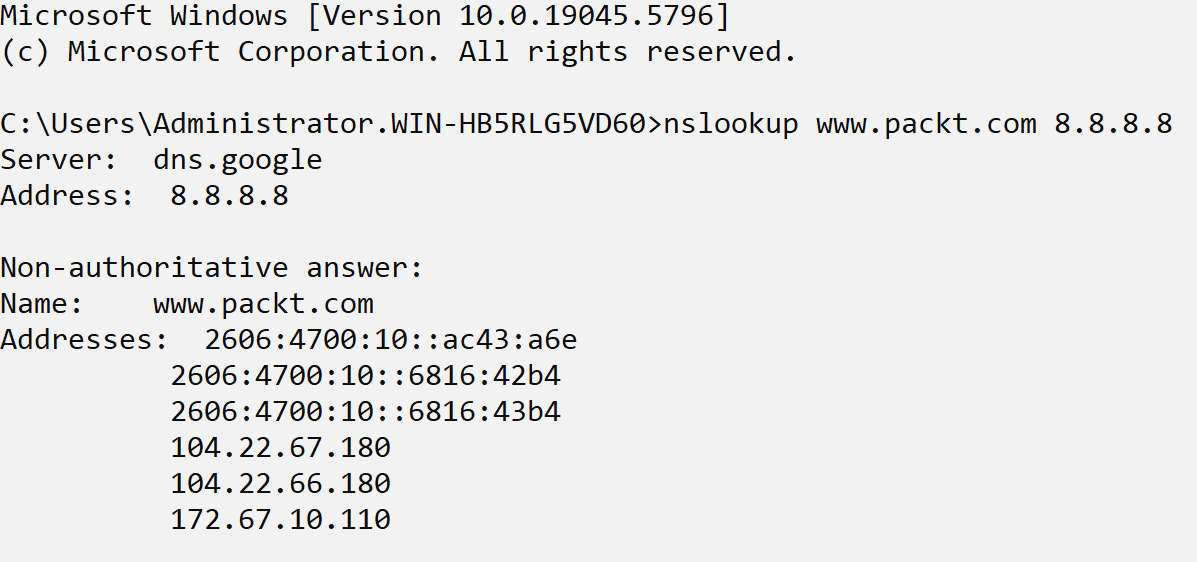 Microsoft Windows [Version 10.0.19045.5796]
(c) Microsoft Corporation. All rights reserved.
C:\Users\Administrator.WIN-HB5RLG5VD60>nslookup www.packt.com 8.8.8.8
Server:  dns.google
Address:  8.8.8.8
Non-authoritative answer:
Name:    www.packt.com
Addresses:  2606:4700:10::ac43:a6e
          2606:4700:10::6816:42b4
          2606:4700:10::6816:43b4
          104.22.67.180
          104.22.66.180
          172.67.10.110